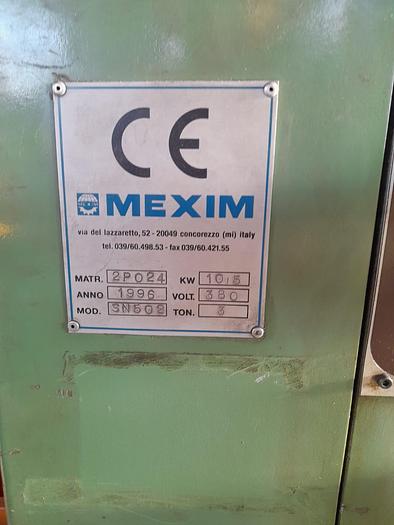 CE
MEXIM
via del lazzaretto, 52 - 20049 concorezzo (mi) italy
tel. 039/60.498.53 - fax 039/60.421.55
MATR. 2P024 KW 10,5
ANNO 1996 VOLT. 380
MOD. SN502 TON. 3